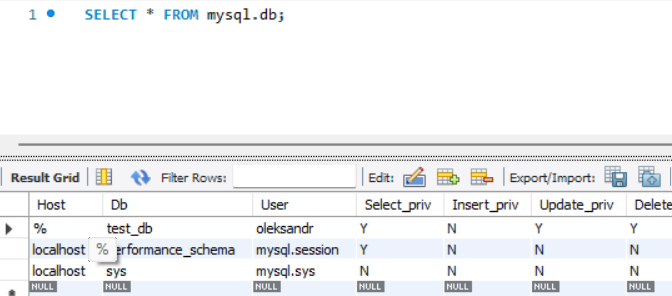 1 SELECT * FROM mysql.db;
Result Grid Filter Rows: Edit: Export/Import:
Host Db User Select_priv Insert_priv Update_priv Delete
% test_db oleksandr Y N Y Y
localhost % erformance_schema mysql.session Y N N N
localhost sys mysql.sys N N N N
NULL NULL NULL NULL NULL NULL NULL